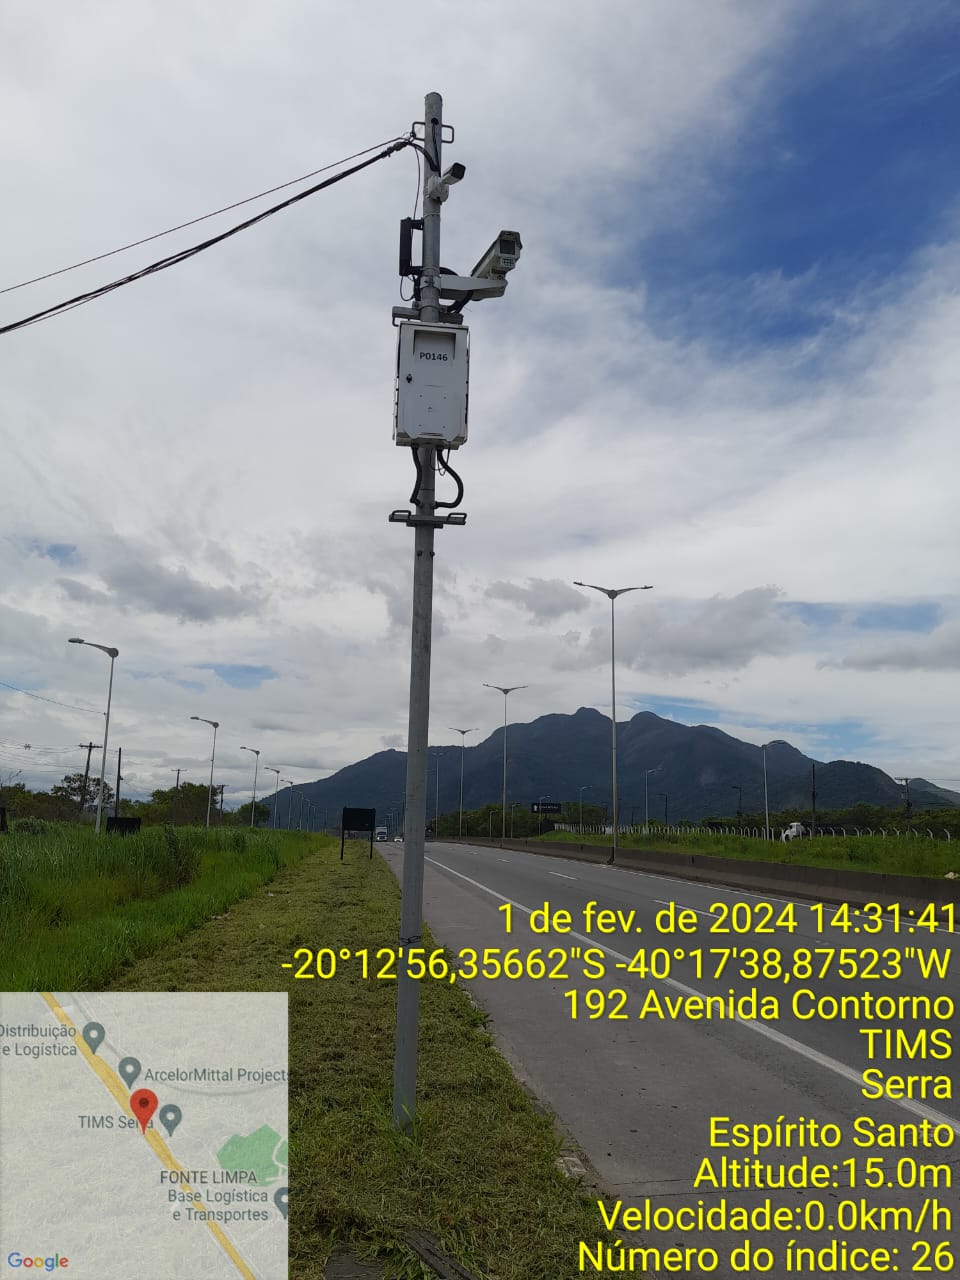 P0146
1 de fev. de 2024 14:31:41
-20°12'56,35662"S -40°17'38,87523"W
192 Avenida Contorno
TIMS
Serra
Espírito Santo
Altitude:15.0m
Velocidade:0.0km/h
Número do índice: 26
Distribuição
e Logística
ArcelorMittal Projects
TIMS Serra
FONTE LIMPA
Base Logística
e Transportes
Google